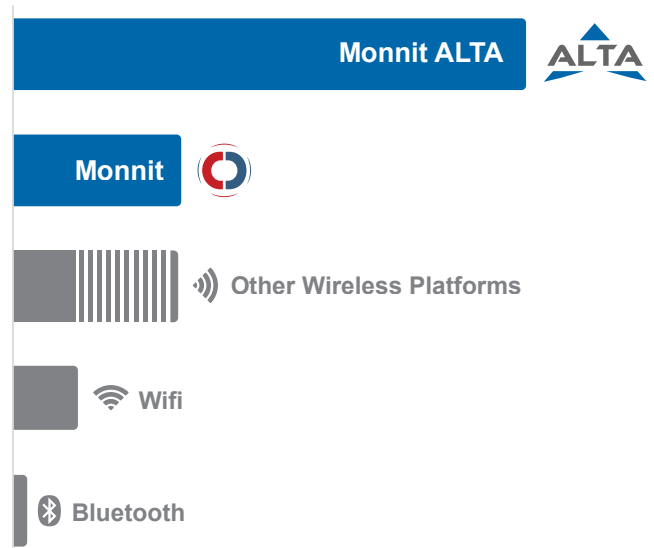 Monnit ALTA
ALTA
Monnit
Other Wireless Platforms
Wifi
Bluetooth